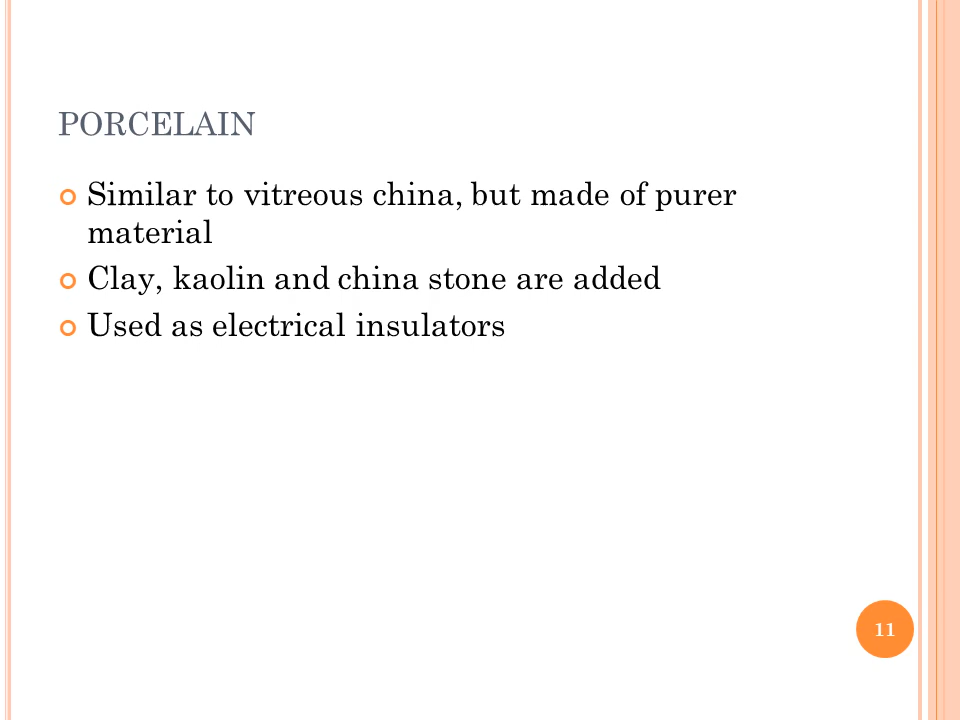 PORCELAIN
Similar to vitreous china, but made of purer
material
Clay, kaolin and china stone are added
Used as electrical insulators
11